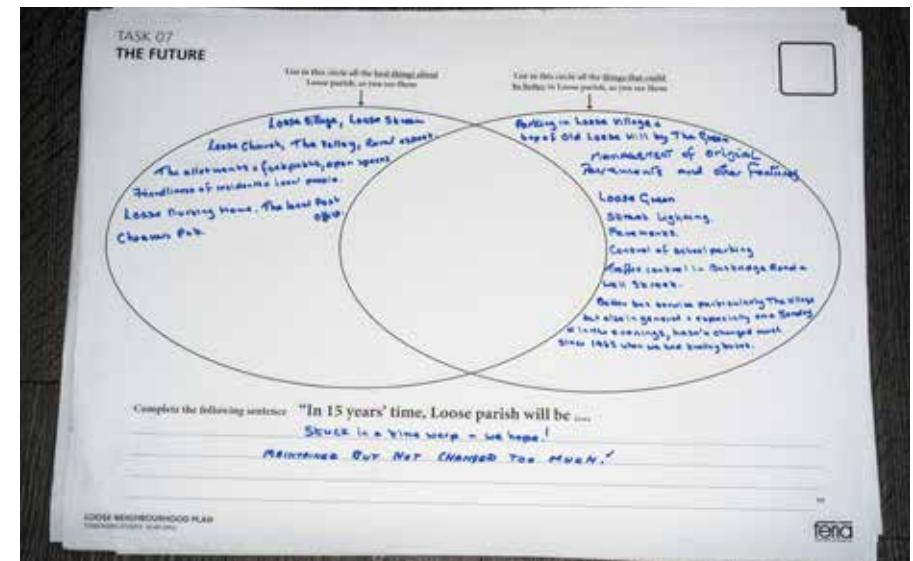 TASK 07
THE FUTURE
List in this circle all the best things about
Loose parish, as you see them
List in this circle all the things that could
be better in Loose parish, as you see them
Loose Village, Loose Stream
Loose Church, The Valley, Rural aspect.
The allotments & footpaths, open spaces
Friendliness of residents & local people.
Loose Nursing Home, The local Post
office.
Chequers Pub.
Parking in Loose Village &
top of Old Loose Hill by The Green
MANAGEMENT OF ORIGINAL
Pavements and other Features
Loose Green
Street Lighting.
Pavements.
Control of school parking
Traffic control in Busbridge Road &
Well Street.
Better bus service particularly The Village
but also in general & especially on a Sunday
& in the evenings, hasn't changed much
since 1963 when we had
Complete the following sentence "In 15 years' time, Loose parish will be ....
Stuck in a time warp - we hope!
MAINTAINED BUT NOT CHANGED TOO MUCH!
LOOSE NEIGHBOURHOOD PLAN
feria